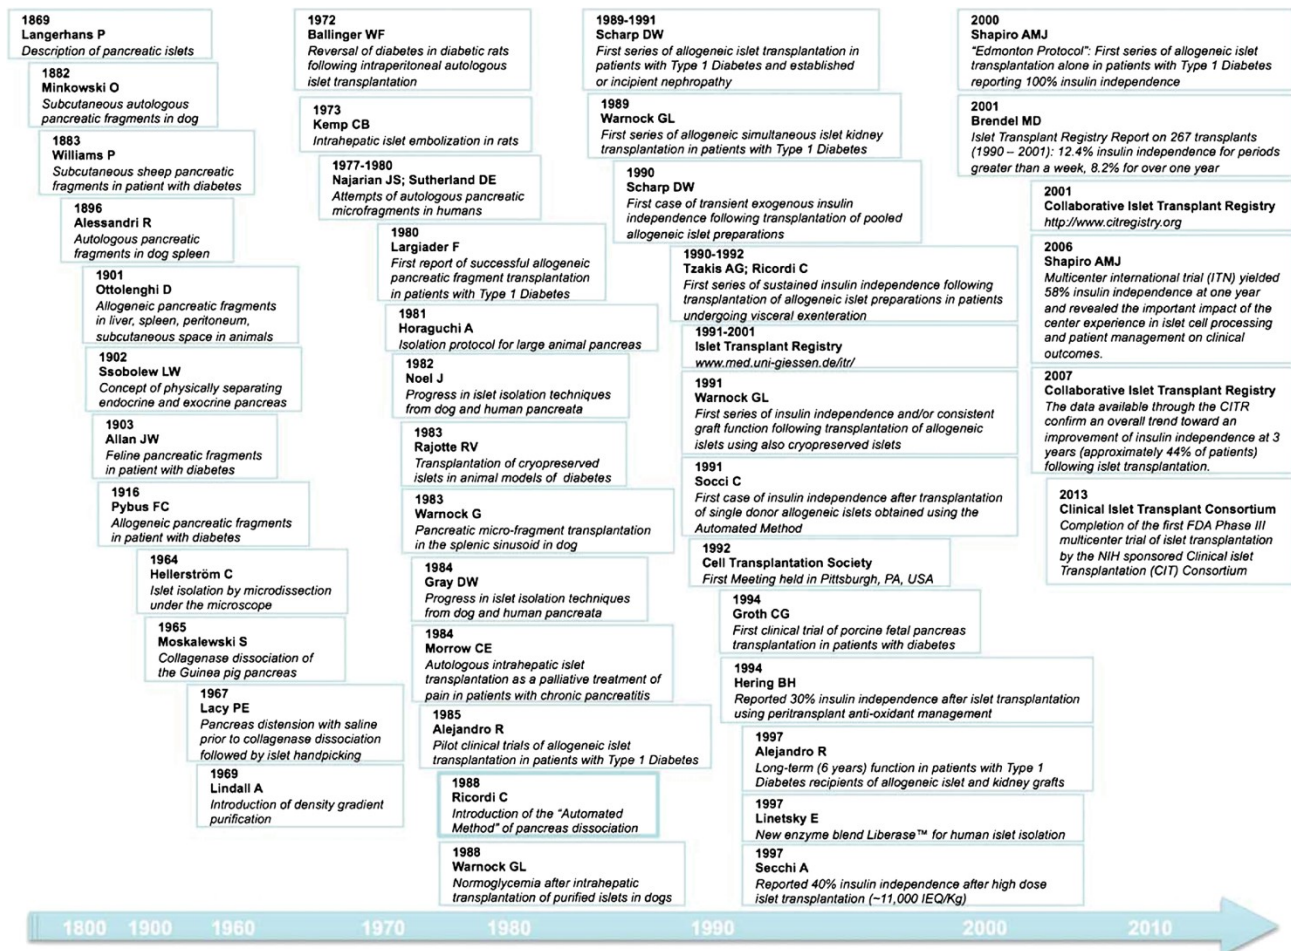 1869
Langerhans P
Description of pancreatic islets
1882
Minkowski O
Subcutaneous autologous
pancreatic fragments in dog
1883
Williams P
Subcutaneous sheep pancreatic
fragments in patient with diabetes
1896
Alessandri R
Autologous pancreatic
fragments in dog spleen
1901
Ottolenghi D
Allogeneic pancreatic fragments
in liver, spleen, peritoneum,
subcutaneous space in animals
1902
Ssobolew LW
Concept of physically separating
endocrine and exocrine pancreas
1903
Allan JW
Feline pancreatic fragments
in patient with diabetes
1916
Pybus FC
Allogeneic pancreatic fragments
in patient with diabetes
1964
Hellerström C
Islet isolation by microdissection
under the microscope
1965
Moskalewski S
Collagenase dissociation of
the Guinea pig pancreas
1967
Lacy PE
Pancreas distension with saline
prior to collagenase dissociation
followed by islet handpicking
1969
Lindall A
Introduction of density gradient
purification
1972
Ballinger WF
Reversal of diabetes in diabetic rats
following intraperitoneal autologous
islet transplantation
1973
Kemp CB
Intrahepatic islet embolization in rats
1977-1980
Najarian JS; Sutherland DE
Attempts of autologous pancreatic
microfragments in humans
1980
Largiader F
First report of successful allogeneic
pancreatic fragment transplantation
in patients with Type 1 Diabetes
1981
Horaguchi A
Isolation protocol for large animal pancreas
1982
Noel J
Progress in islet isolation techniques
from dog and human pancreata
1983
Rajotte RV
Transplantation of cryopreserved
islets in animal models of diabetes
1983
Warnock G
Pancreatic micro-fragment transplantation
in the splenic sinusoid in dog
1984
Gray DW
Progress in islet isolation techniques
from dog and human pancreata
1984
Morrow CE
Autologous intrahepatic islet
transplantation as a palliative treatment of
pain in patients with chronic pancreatitis
1985
Alejandro R
Pilot clinical trials of allogeneic islet
transplantation in patients with Type 1 Diabetes
1988
Ricordi C
Introduction of the “Automated
Method” of pancreas dissociation
1988
Warnock GL
Normoglycemia after intrahepatic
transplantation of purified islets in dogs
1989-1991
Scharp DW
First series of allogeneic islet transplantation in
patients with Type 1 Diabetes and established
or incipient nephropathy
1989
Warnock GL
First series of allogeneic simultaneous islet kidney
transplantation in patients with Type 1 Diabetes
1990
Scharp DW
First case of transient exogenous insulin
independence following transplantation of pooled
allogeneic islet preparations
1990-1992
Tzakis AG; Ricordi C
First series of sustained insulin independence following
transplantation of allogeneic islet preparations in patients
undergoing visceral exenteration
1991-2001
Islet Transplant Registry
www.med.uni-giessen.de/itr/
1991
Warnock GL
First series of insulin independence and/or consistent
graft function following transplantation of allogeneic
islets using also cryopreserved islets
1991
Socci C
First case of insulin independence after transplantation
of single donor allogeneic islets obtained using the
Automated Method
1992
Cell Transplantation Society
First Meeting held in Pittsburgh, PA, USA
1994
Groth CG
First clinical trial of porcine fetal pancreas
transplantation in patients with diabetes
1994
Hering BH
Reported 30% insulin independence after islet transplantation
using peritransplant anti-oxidant management
1997
Alejandro R
Long-term (6 years) function in patients with Type 1
Diabetes recipients of allogeneic islet and kidney grafts
1997
Linetsky E
New enzyme blend Liberase™ for human islet isolation
1997
Secchi A
Reported 40% insulin independence after high dose
islet transplantation (~11,000 IEQ/Kg)
2000
Shapiro AMJ
“Edmonton Protocol”: First series of allogeneic islet
transplantation alone in patients with Type 1 Diabetes
reporting 100% insulin independence
2001
Brendel MD
Islet Transplant Registry Report on 267 transplants
(1990 – 2001): 12.4% insulin independence for periods
greater than a week, 8.2% for over one year
2001
Collaborative Islet Transplant Registry
http://www.citregistry.org
2006
Shapiro AMJ
Multicenter international trial (ITN) yielded
58% insulin independence at one year
and revealed the important impact of the
center experience in islet cell processing
and patient management on clinical
outcomes.
2007
Collaborative Islet Transplant Registry
The data available through the CITR
confirm an overall trend toward an
improvement of insulin independence at 3
years (approximately 44% of patients)
following islet transplantation.
2013
Clinical Islet Transplant Consortium
Completion of the first FDA Phase III
multicenter trial of islet transplantation
by the NIH sponsored Clinical islet
Transplantation (CIT) Consortium
1800 1900 1960 1970 1980 1990 2000 2010